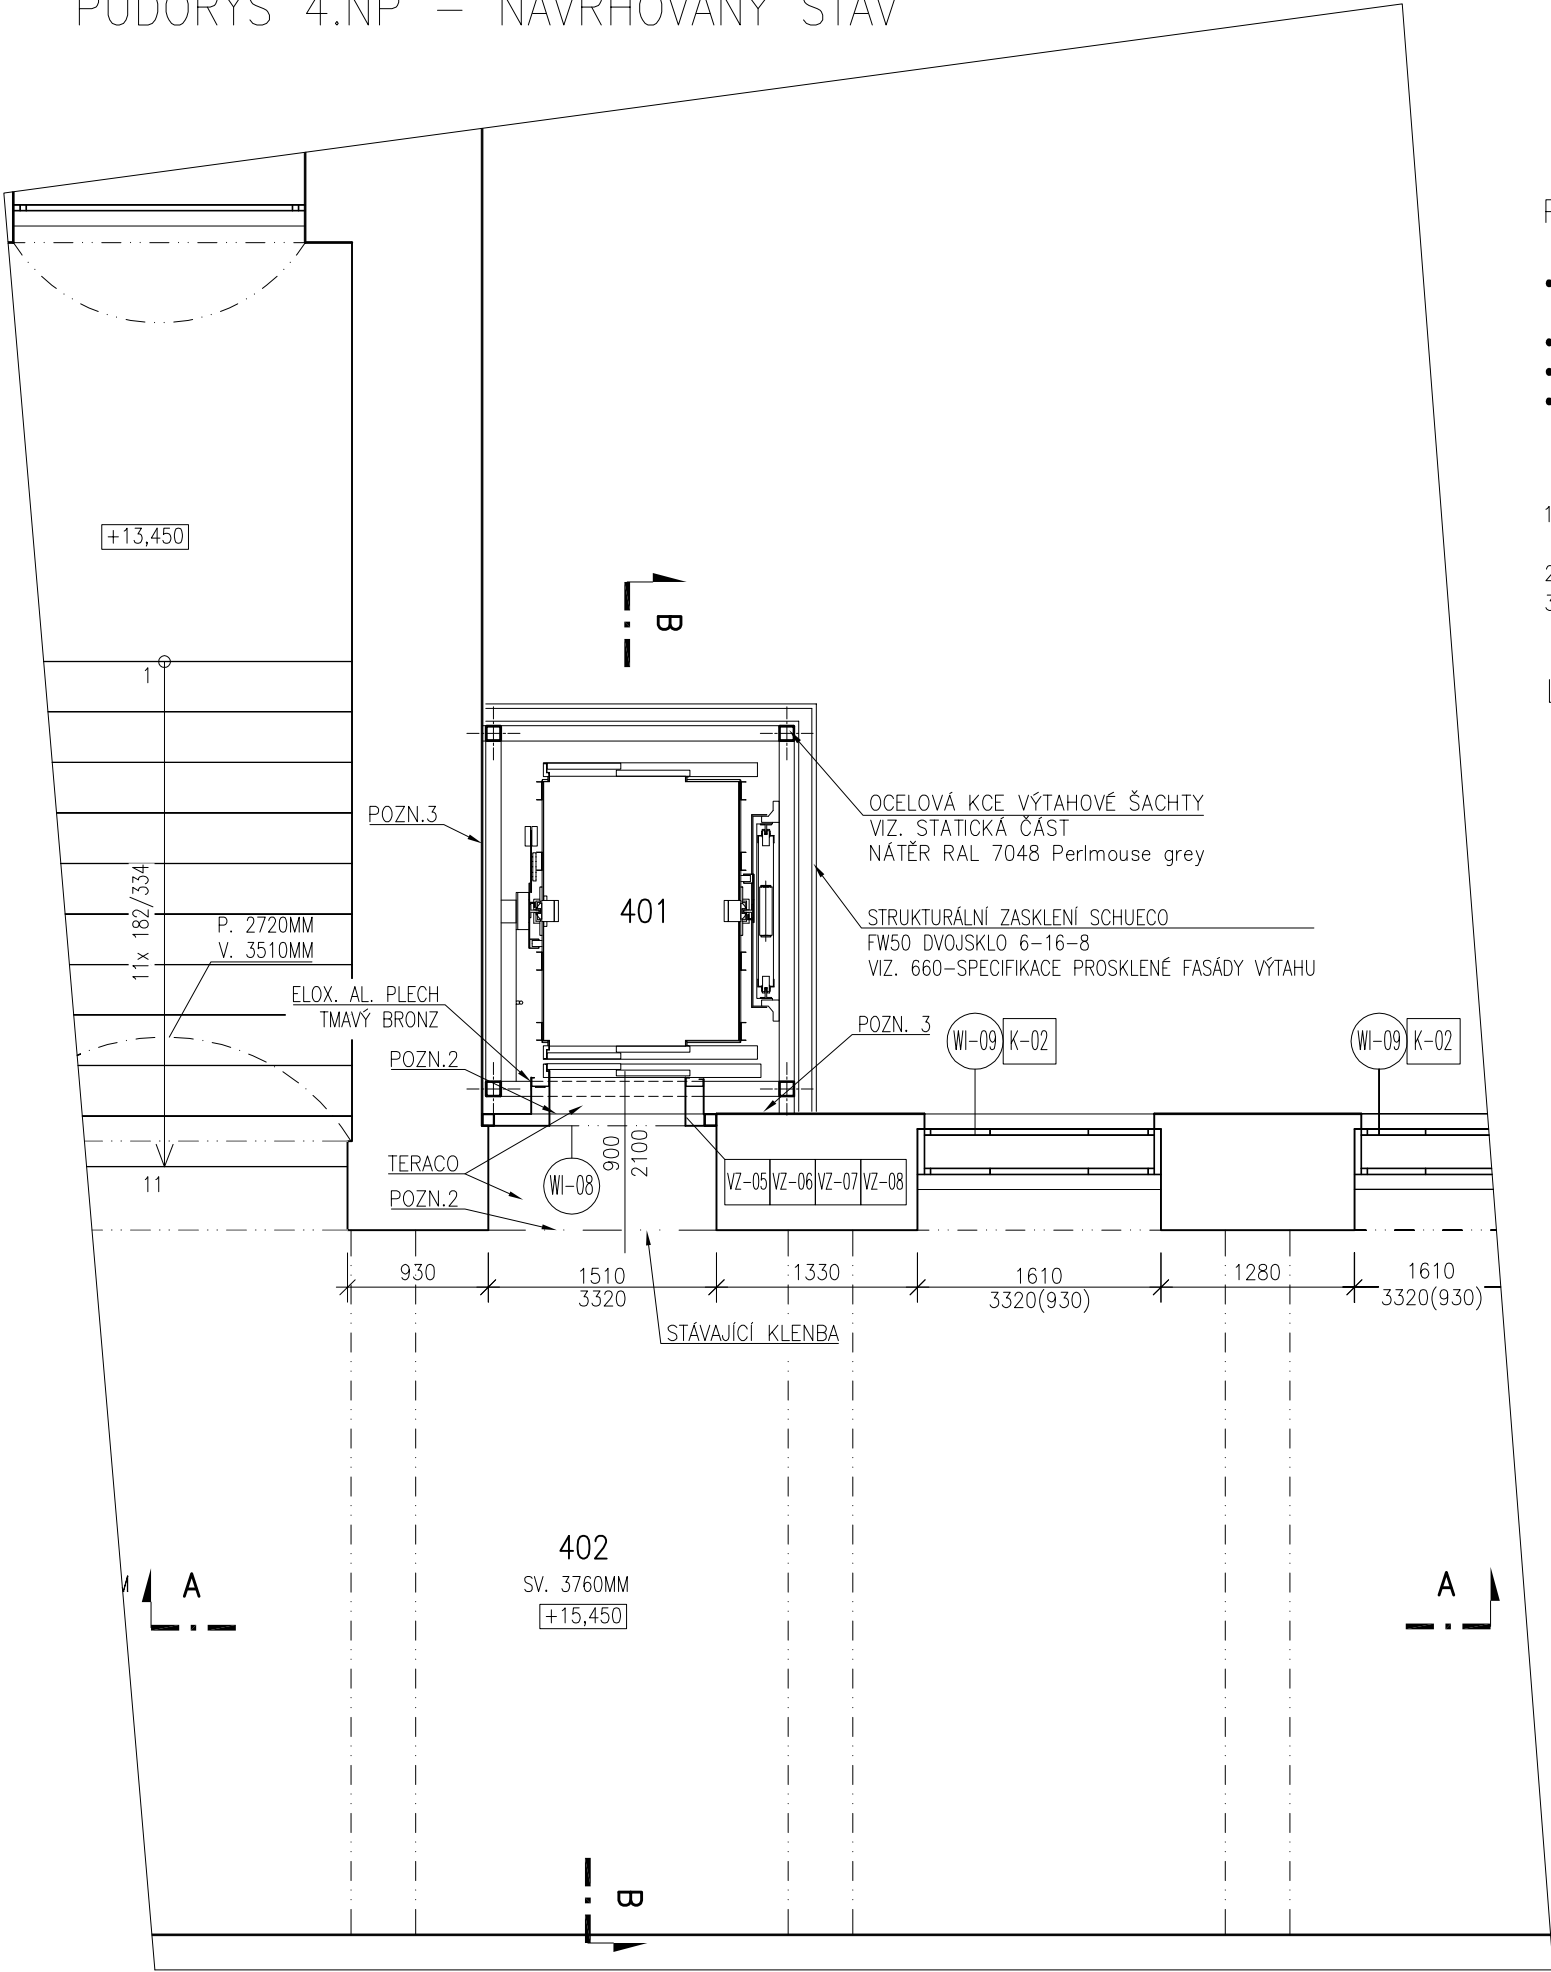 PŮDORYS 4.NP – NAVRHOVANÝ STAV
+13,450
B
1
POZN.3
OCELOVÁ KCE VÝTAHOVÉ ŠACHTY
VIZ. STATICKÁ ČÁST
NÁTĚR RAL 7048 Perlmouse grey
11x 182/334
401
P. 2720MM
V. 3510MM
STRUKTURÁLNÍ ZASKLENÍ SCHUECO
FW50 DVOJSKLO 6-16-8
VIZ. 660-SPECIFIKACE PROSKLENÉ FASÁDY VÝTAHU
ELOX. AL. PLECH
TMAVÝ BRONZ
POZN. 3
WI-09 K-02
WI-09 K-02
POZN.2
TERACO
900
2100
11
WI-08
VZ-05 VZ-06 VZ-07 VZ-08
POZN.2
930
1510
3320
1330
1610
3320(930)
1280
1610
3320(930)
STÁVAJÍCÍ KLENBA
402
SV. 3760MM
+15,450
A
A
B
1
2
3